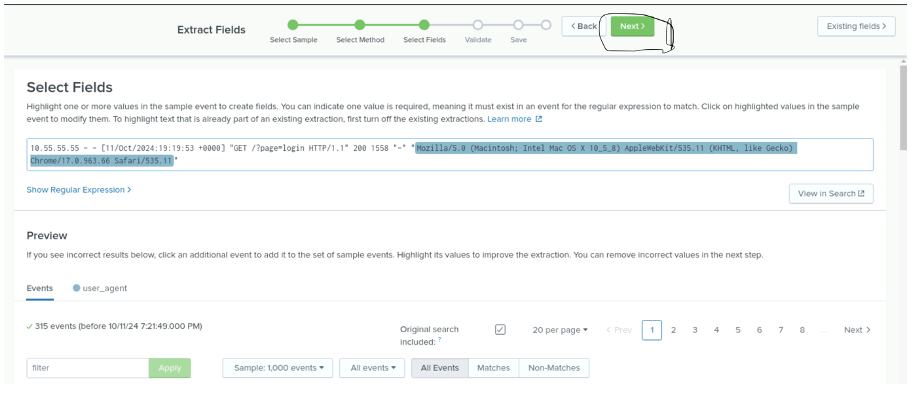 Extract Fields
Select Sample Select Method Select Fields Validate Save
< Back Next > Existing fields >
Select Fields
Highlight one or more values in the sample event to create fields. You can indicate one value is required, meaning it must exist in an event for the regular expression to match. Click on highlighted values in the sample
event to modify them. To highlight text that is already part of an existing extraction, first turn off the existing extractions. Learn more
10.55.55.55 - - [11/Oct/2024:19:19:53 +0000] "GET /?page=login HTTP/1.1" 200 1558 "-" "Mozilla/5.0 (Macintosh; Intel Mac OS X 10_5_8) AppleWebKit/535.11 (KHTML, like Gecko)
Chrome/17.0.963.66 Safari/535.11"
Show Regular Expression >
View in Search
Preview
If you see incorrect results below, click an additional event to add it to the set of sample events. Highlight its values to improve the extraction. You can remove incorrect values in the next step.
Events user_agent
✓ 315 events (before 10/11/24 7:21:49.000 PM)
Original search included: ? 20 per page ▾ < Prev 1 2 3 4 5 6 7 8 ... Next >
filter Apply Sample: 1,000 events ▾ All events ▾ All Events Matches Non-Matches